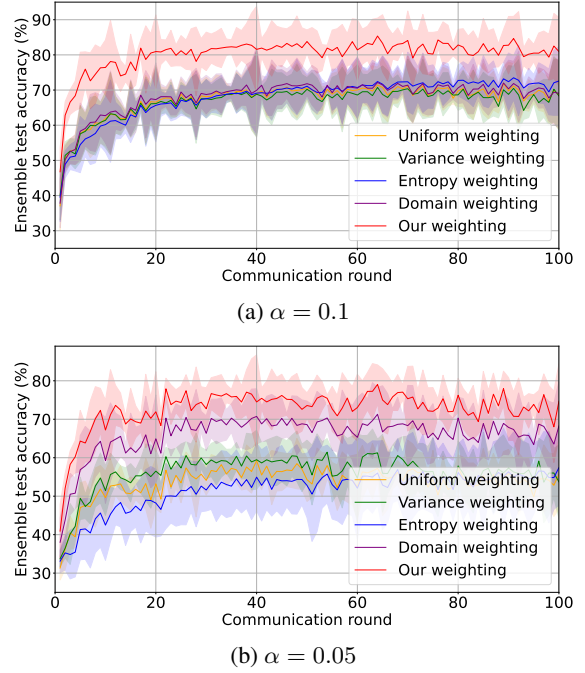 Ensemble test accuracy (%)
90
80
70
60
50
40
30
Uniform weighting
Variance weighting
Entropy weighting
Domain weighting
Our weighting
0 20 40 60 80 100
Communication round
(a) α = 0.1
Ensemble test accuracy (%)
80
70
60
50
40
30
Uniform weighting
Variance weighting
Entropy weighting
Domain weighting
Our weighting
0 20 40 60 80 100
Communication round
(b) α = 0.05